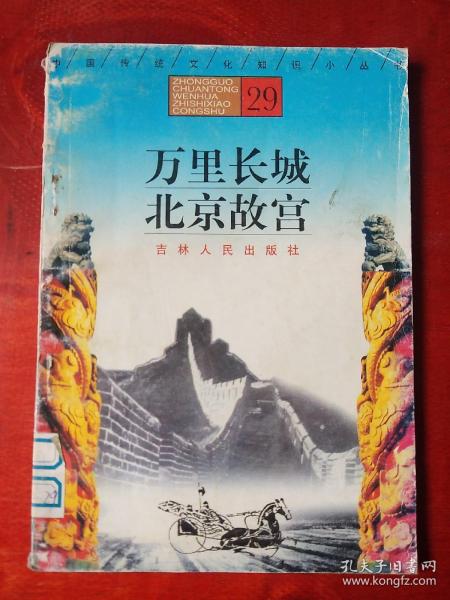 中国传统文化知识小丛书
ZHONGGUO
CHUANTONG
WENHUA
ZHISHIXIAO
CONGSHU
29
万里长城
北京故宫
吉林人民出版社
孔夫子旧书网
www.kongfz.com